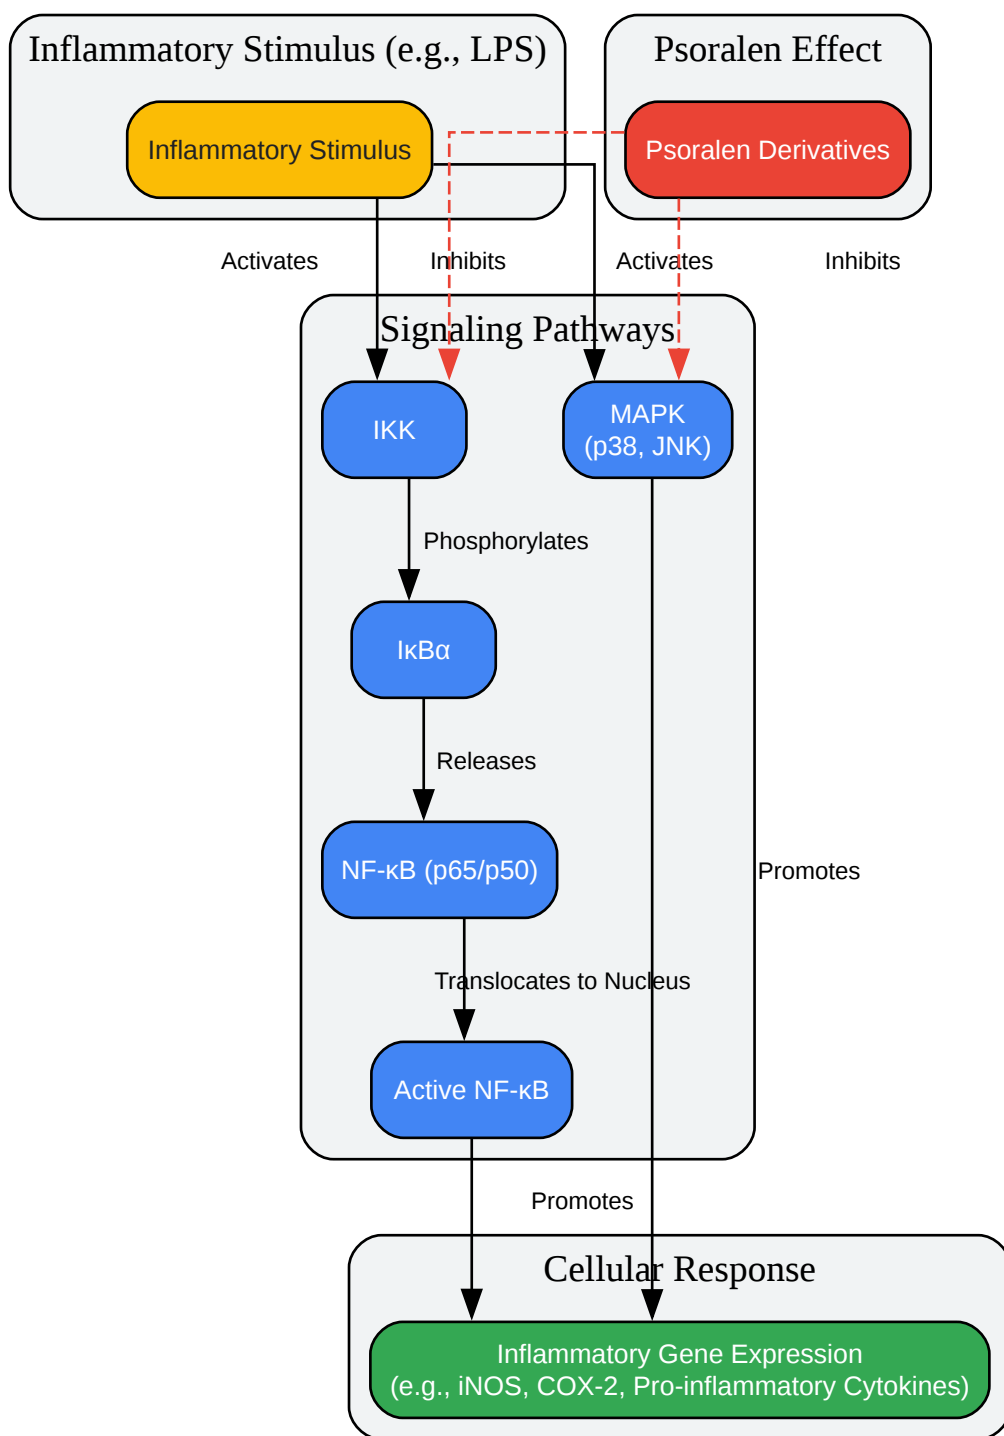 Inflammatory Stimulus (e.g., LPS)
Psoralen Effect
Inflammatory Stimulus
Psoralen Derivatives
Activates
Inhibits
Activates
Inhibits
Signaling Pathways
IKK
MAPK
(p38, JNK)
Phosphorylates
IκBα
Releases
NF-κB (p65/p50)
Promotes
Translocates to Nucleus
Active NF-κB
Promotes
Cellular Response
Inflammatory Gene Expression
(e.g., iNOS, COX-2, Pro-inflammatory Cytokines)